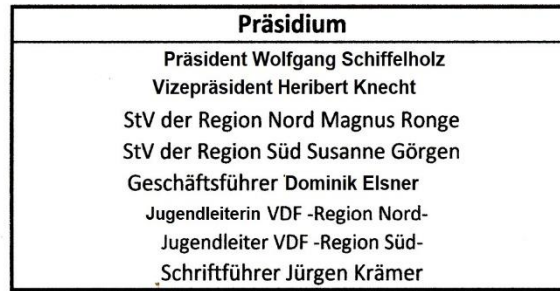 Präsidium
Präsident Wolfgang Schiffelholz
Vizepräsident Heribert Knecht
StV der Region Nord Magnus Ronge
StV der Region Süd Susanne Görgen
Geschäftsführer Dominik Elsner
Jugendleiterin VDF -Region Nord-
Jugendleiter VDF -Region Süd-
Schriftführer Jürgen Krämer